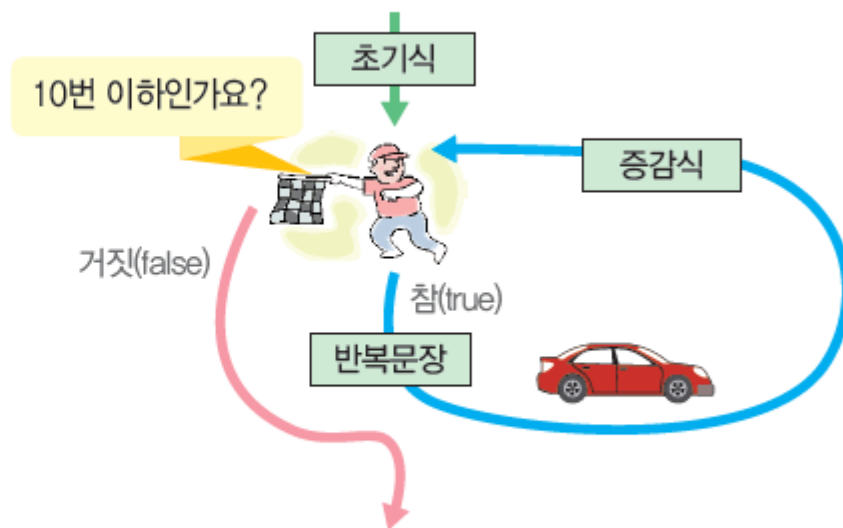 초기식
10번 이하인가요?
증감식
거짓(false)
참(true)
반복문장